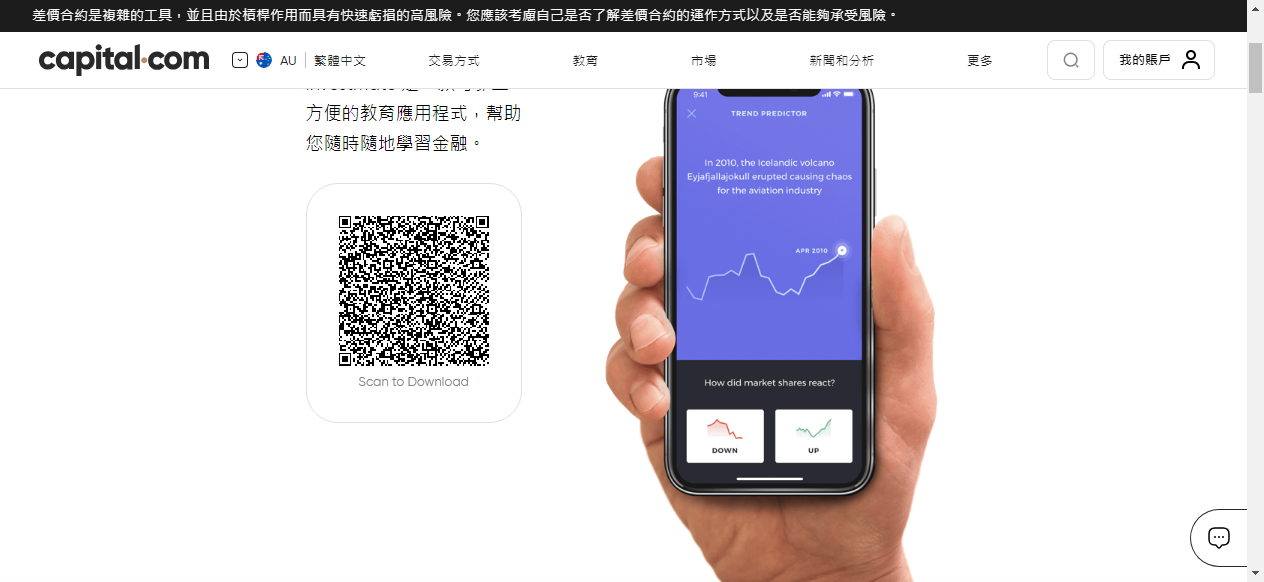 差價合約是複雜的工具，並且由於槓桿作用而具有快速虧損的高風險。您應該考慮自己是否了解差價合約的運作方式以及是否能夠承受風險。
capital.com
AU
繁體中文
交易方式
教育
市場
新聞和分析
更多
我的賬戶
方便的教育應用程式，幫助
您隨時隨地學習金融。
Scan to Download
9:41
TREND PREDICTOR
In 2010, the Icelandic volcano
Eyjafjallajokull erupted causing chaos
for the aviation industry
APR 2010
How did market shares react?
DOWN
UP